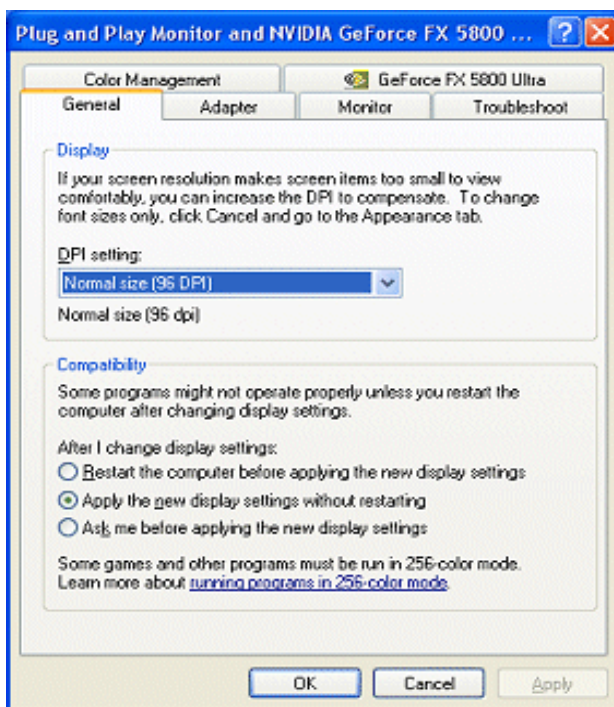 Plug and Play Monitor and NVIDIA GeForce FX 5800 ...
Color Management
GeForce FX 5800 Ultra
General
Adapter
Monitor
Troubleshoot
Display
If your screen resolution makes screen items too small to view
comfortably, you can increase the DPI to compensate. To change
font sizes only, click Cancel and go to the Appearance tab.
DPI setting:
Normal size (96 DPI)
Normal size (96 dpi)
Compatibility
Some programs might not operate properly unless you restart the
computer after changing display settings.
After I change display settings:
Restart the computer before applying the new display settings
Apply the new display settings without restarting
Ask me before applying the new display settings
Some games and other programs must be run in 256-color mode.
Learn more about running programs in 256-color mode.
OK
Cancel
Apply